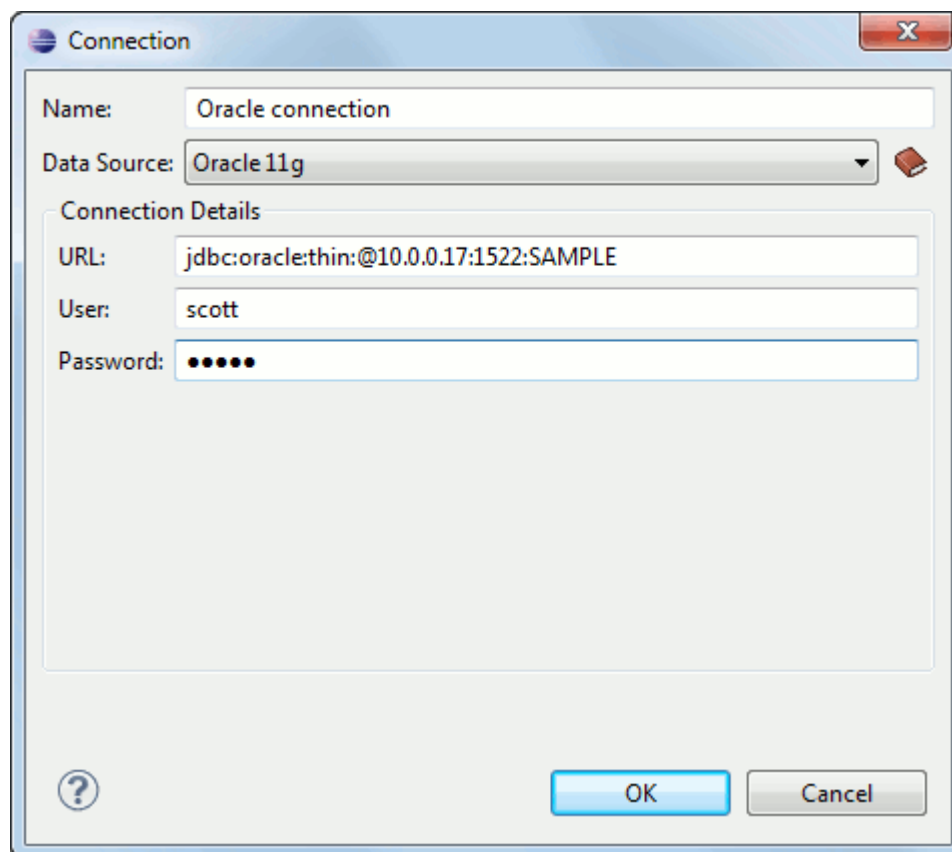 Connection
Name: Oracle connection
Data Source: Oracle 11g
Connection Details
URL: jdbc:oracle:thin:@10.0.0.17:1522:SAMPLE
User: scott
Password: •••••
? OK Cancel